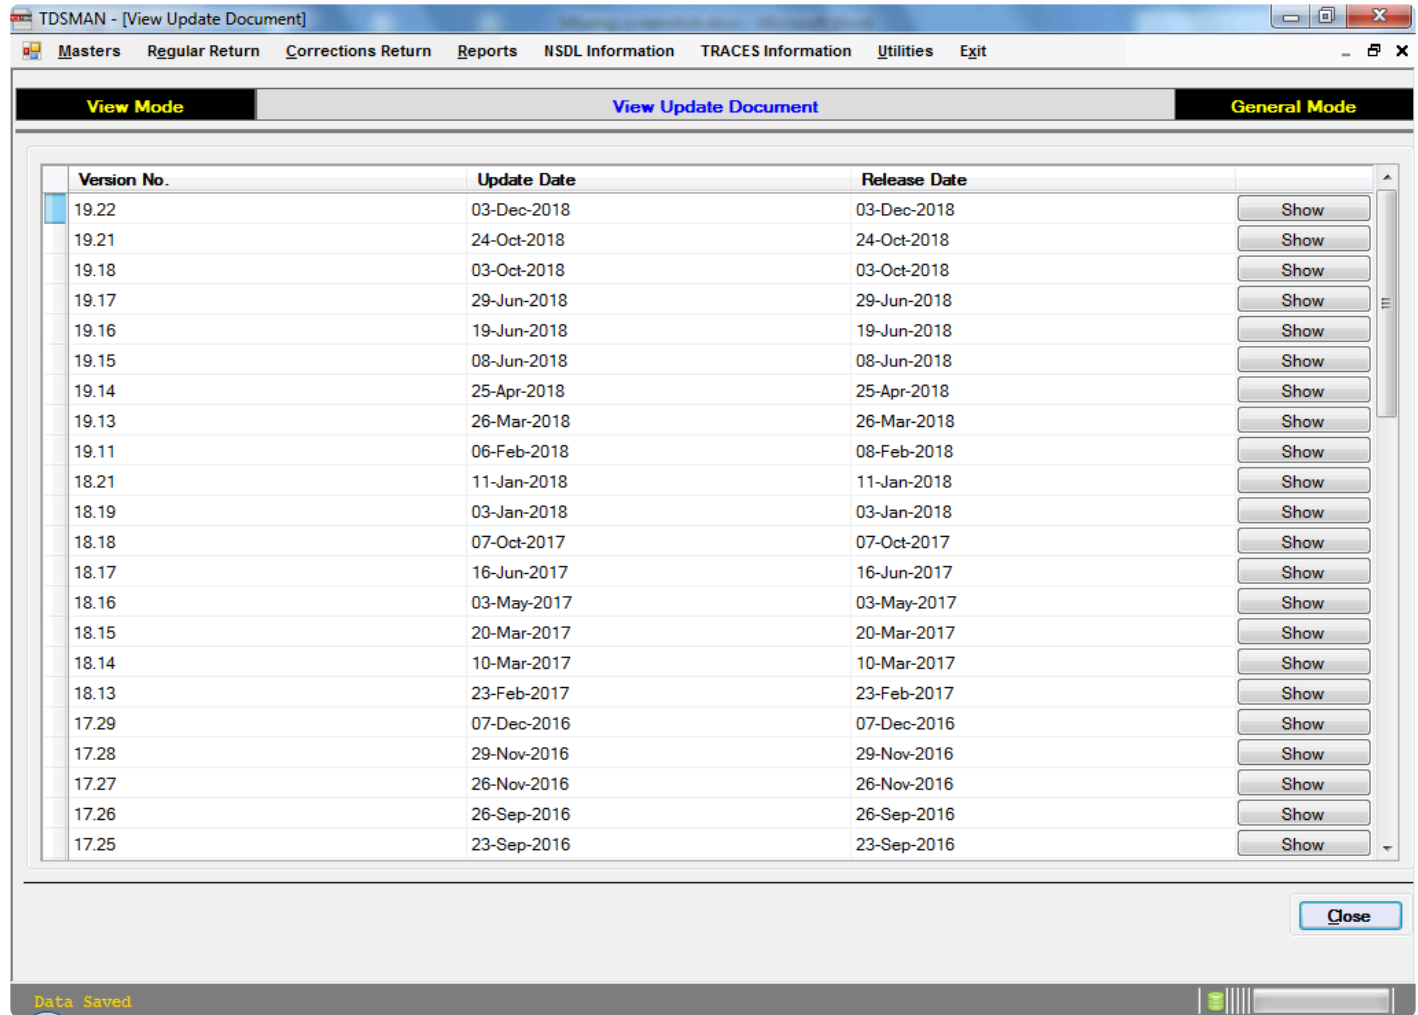 TDSMAN - [View Update Document]
Masters Regular Return Corrections Return Reports NSDL Information TRACES Information Utilities Exit
View Mode View Update Document General Mode
Version No. Update Date Release Date
19.22 03-Dec-2018 03-Dec-2018 Show
19.21 24-Oct-2018 24-Oct-2018 Show
19.18 03-Oct-2018 03-Oct-2018 Show
19.17 29-Jun-2018 29-Jun-2018 Show
19.16 19-Jun-2018 19-Jun-2018 Show
19.15 08-Jun-2018 08-Jun-2018 Show
19.14 25-Apr-2018 25-Apr-2018 Show
19.13 26-Mar-2018 26-Mar-2018 Show
19.11 06-Feb-2018 08-Feb-2018 Show
18.21 11-Jan-2018 11-Jan-2018 Show
18.19 03-Jan-2018 03-Jan-2018 Show
18.18 07-Oct-2017 07-Oct-2017 Show
18.17 16-Jun-2017 16-Jun-2017 Show
18.16 03-May-2017 03-May-2017 Show
18.15 20-Mar-2017 20-Mar-2017 Show
18.14 10-Mar-2017 10-Mar-2017 Show
18.13 23-Feb-2017 23-Feb-2017 Show
17.29 07-Dec-2016 07-Dec-2016 Show
17.28 29-Nov-2016 29-Nov-2016 Show
17.27 26-Nov-2016 26-Nov-2016 Show
17.26 26-Sep-2016 26-Sep-2016 Show
17.25 23-Sep-2016 23-Sep-2016 Show
Close
Data Saved